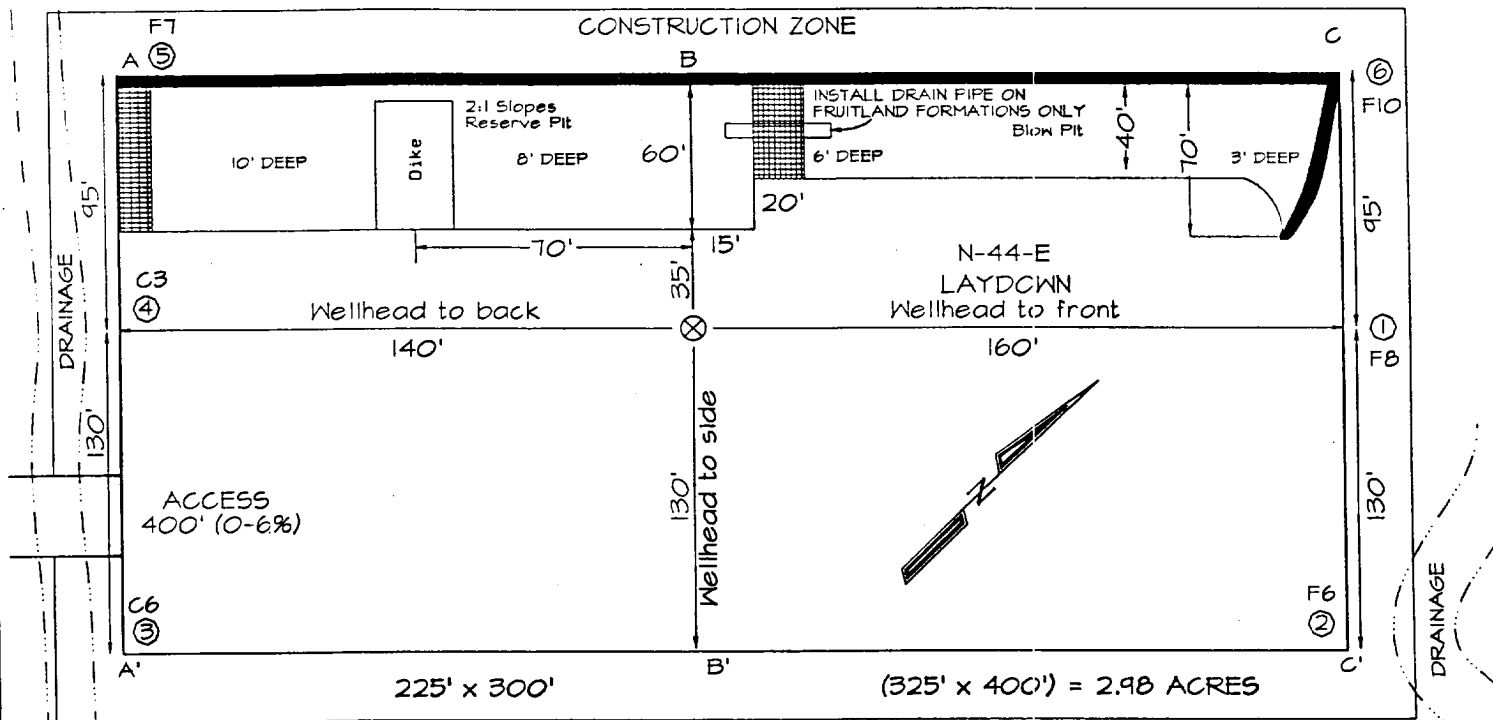 CONSTRUCTION ZONE
F7
A
⑤
B
C
⑥
F10
2:1 Slopes
Reserve Pit
INSTALL DRAIN PIPE ON
FRUITLAND FORMATIONS ONLY
Blow Pit
10' DEEP
Dike
8' DEEP
60'
6' DEEP
40'
70'
3' DEEP
95'
95'
20'
70'
15'
35'
N-44-E
LAYDOWN
DRAINAGE
C3
④
Wellhead to back
Wellhead to front
①
F8
140'
160'
130'
130'
Wellhead to side
130'
N
ACCESS
400' (0-6%)
C6
③
F6
②
DRAINAGE
A'
B'
C'
225' x 300'
(325' x 400') = 2.98 ACRES